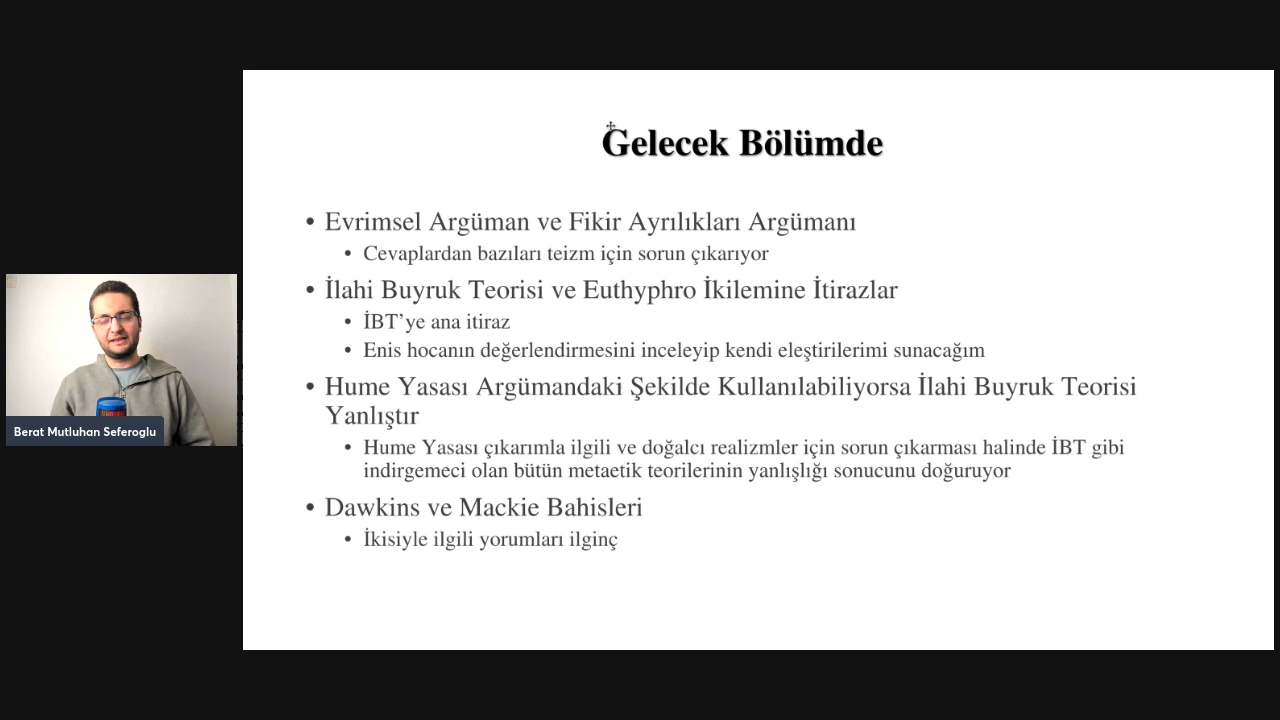 Gelecek Bölümde
• Evrimsel Argüman ve Fikir Ayrılıkları Argümanı
• Cevaplardan bazıları teizm için sorun çıkarıyor
• İlahi Buyruk Teorisi ve Euthyphro İkilemine İtirazlar
• İBT’ye ana itiraz
• Enis hocanın değerlendirmesini inceleyip kendi eleştirilerimi sunacağım
• Hume Yasası Argümandaki Şekilde Kullanılabiliyorsa İlahi Buyruk Teorisi
Yanlıştır
• Hume Yasası çıkarımla ilgili ve doğalcı realizmler için sorun çıkarması halinde İBT gibi
indirgemeci olan bütün metaetik teorilerinin yanlışlığı sonucunu doğuruyor
• Dawkins ve Mackie Bahisleri
• İkisiyle ilgili yorumları ilginç
Berat Mutluhan Seferoglu